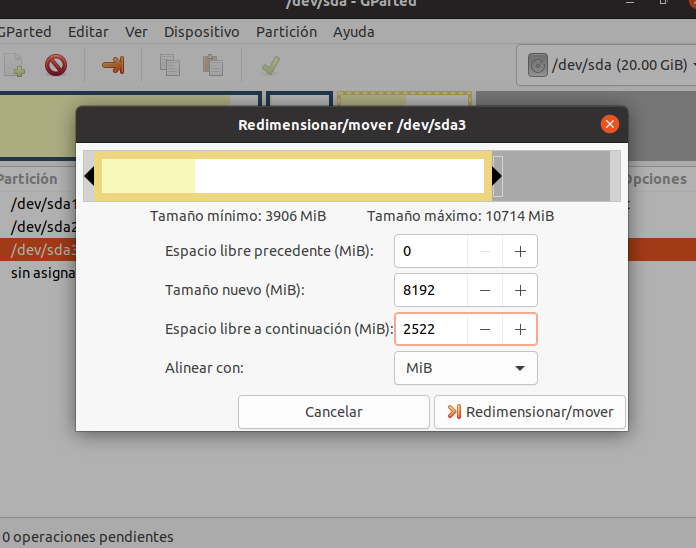 /dev/sda - GParted
GParted Editar Ver Dispositivo Partición Ayuda
/dev/sda (20.00 GiB)
Redimensionar/mover /dev/sda3
Partición
Opciones
/dev/sda1
/dev/sda2
/dev/sda3
sin asigna
Tamaño mínimo: 3906 MiB Tamaño máximo: 10714 MiB
Espacio libre precedente (MiB): 0
Tamaño nuevo (MiB): 8192
Espacio libre a continuación (MiB): 2522
Alinear con: MiB
Cancelar Redimensionar/mover
0 operaciones pendientes